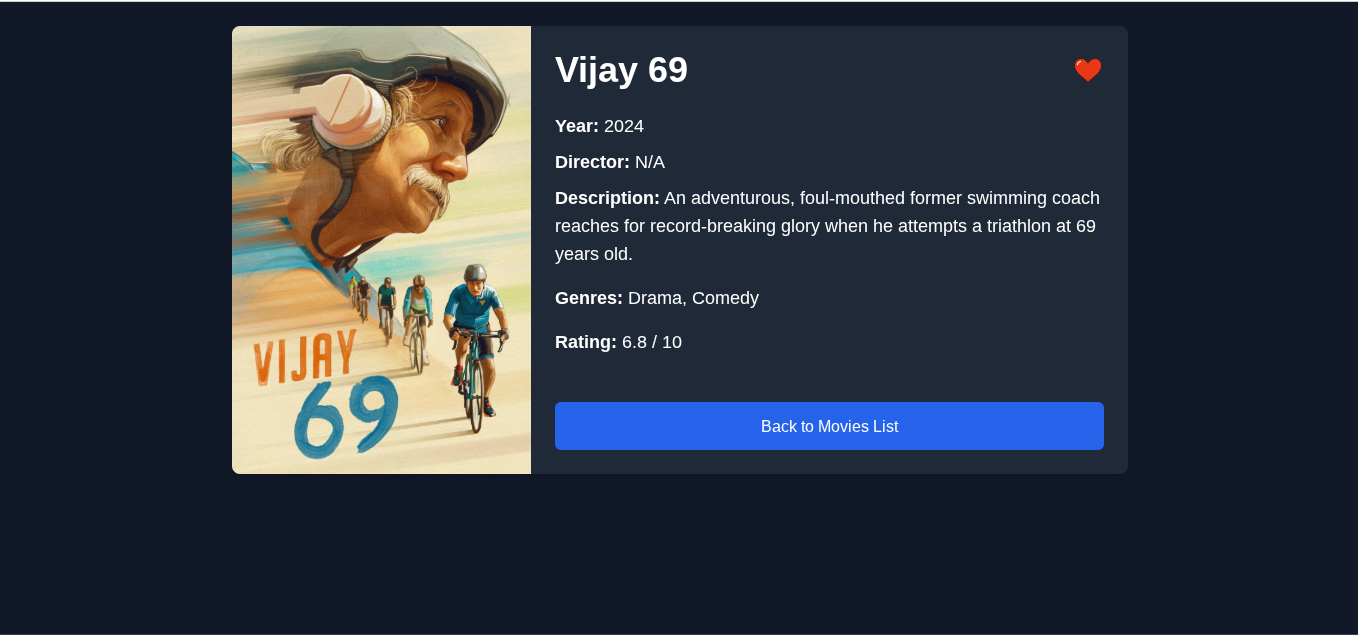 VIJAY
69
Vijay 69
Year: 2024
Director: N/A
Description: An adventurous, foul-mouthed former swimming coach
reaches for record-breaking glory when he attempts a triathlon at 69
years old.
Genres: Drama, Comedy
Rating: 6.8 / 10
Back to Movies List